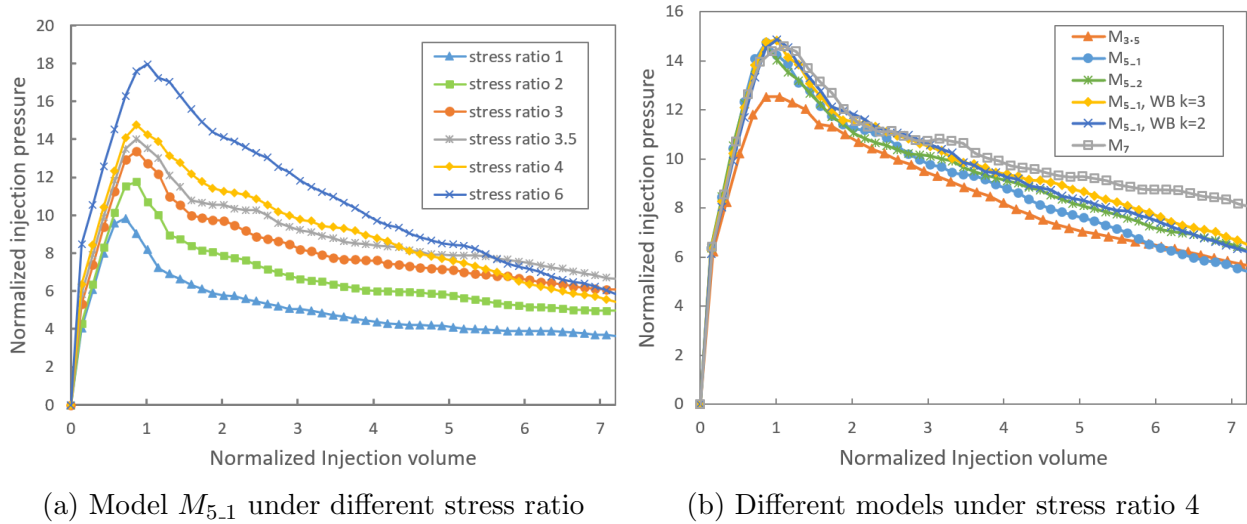 20
18
16
14
12
10
8
6
4
2
0
0 1 2 3 4 5 6 7
Normalized injection pressure
Normalized Injection volume
stress ratio 1
stress ratio 2
stress ratio 3
stress ratio 3.5
stress ratio 4
stress ratio 6
(a) Model M5_1 under different stress ratio
16
14
12
10
8
6
4
2
0
0 1 2 3 4 5 6 7
Normalized injection pressure
Normalized Injection volume
M3.5
M5_1
M5_2
M5_1, WB k=3
M5_1, WB k=2
M7
(b) Different models under stress ratio 4